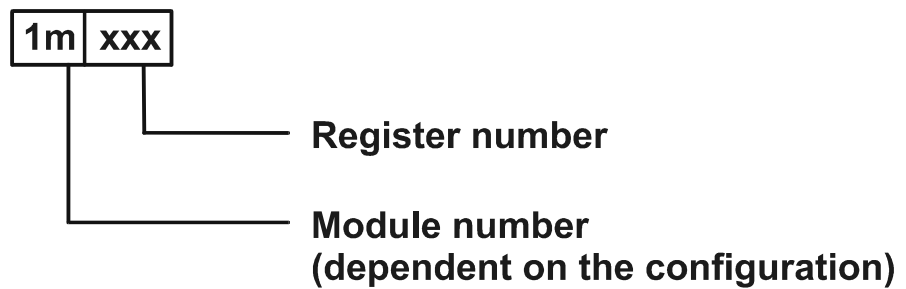 1m xxx
Register number
Module number
(dependent on the configuration)